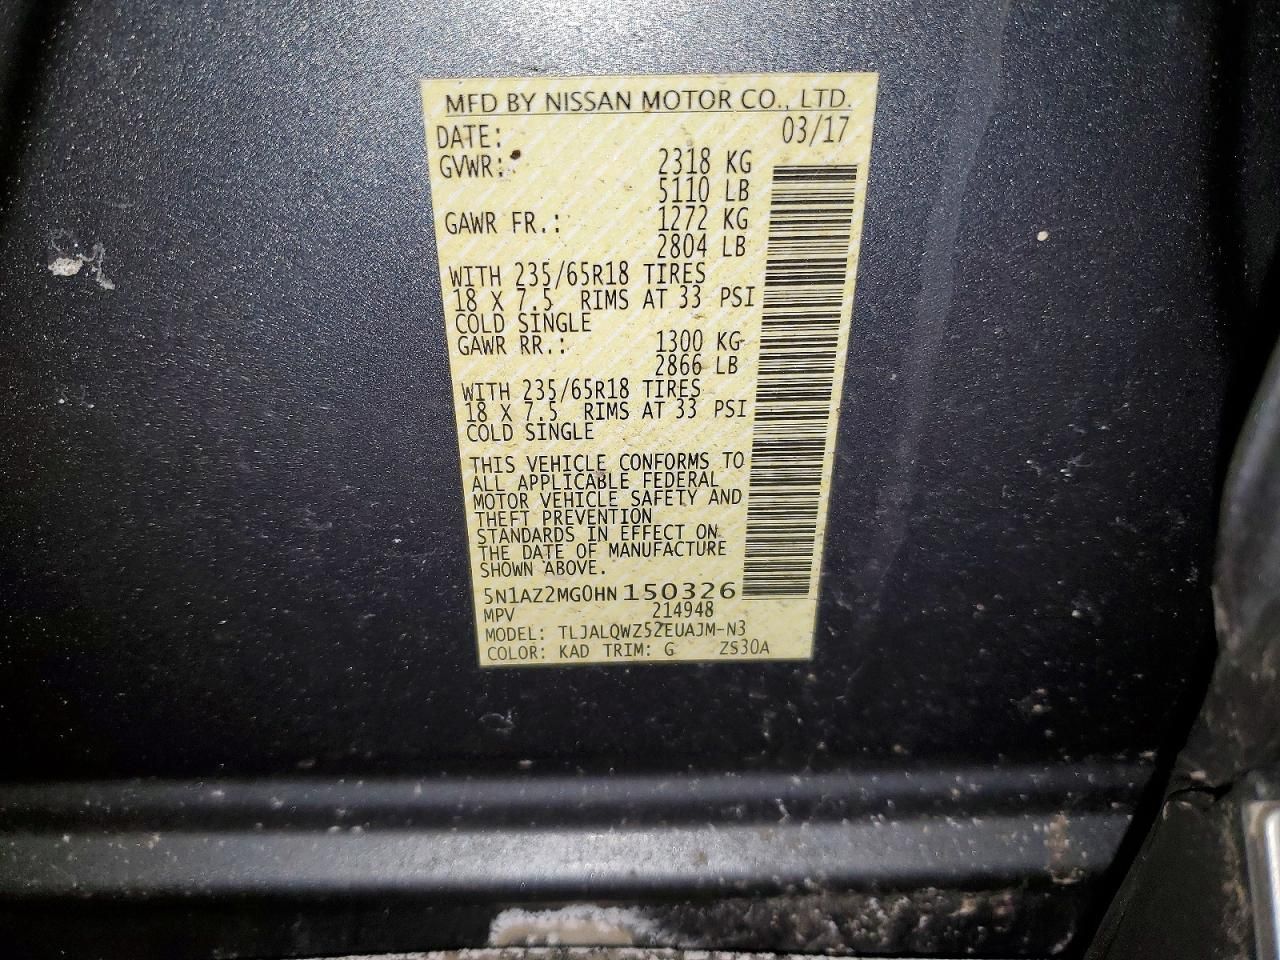 MFD BY NISSAN MOTOR CO., LTD.
DATE: 03/17
GVWR: 2318 KG
5110 LB
GAWR FR.: 1272 KG
2804 LB
WITH 235/65R18 TIRES
18 X 7.5 RIMS AT 33 PSI
COLD SINGLE
GAWR RR.: 1300 KG
2866 LB
WITH 235/65R18 TIRES
18 X 7.5 RIMS AT 33 PSI
COLD SINGLE
THIS VEHICLE CONFORMS TO
ALL APPLICABLE FEDERAL
MOTOR VEHICLE SAFETY AND
THEFT PREVENTION
STANDARDS IN EFFECT ON
THE DATE OF MANUFACTURE
SHOWN ABOVE.
5N1AZ2MG0HN150326
MPV 214948
MODEL: TLJALQWZ52EUAJM-N3
COLOR: KAD TRIM: G ZS30A